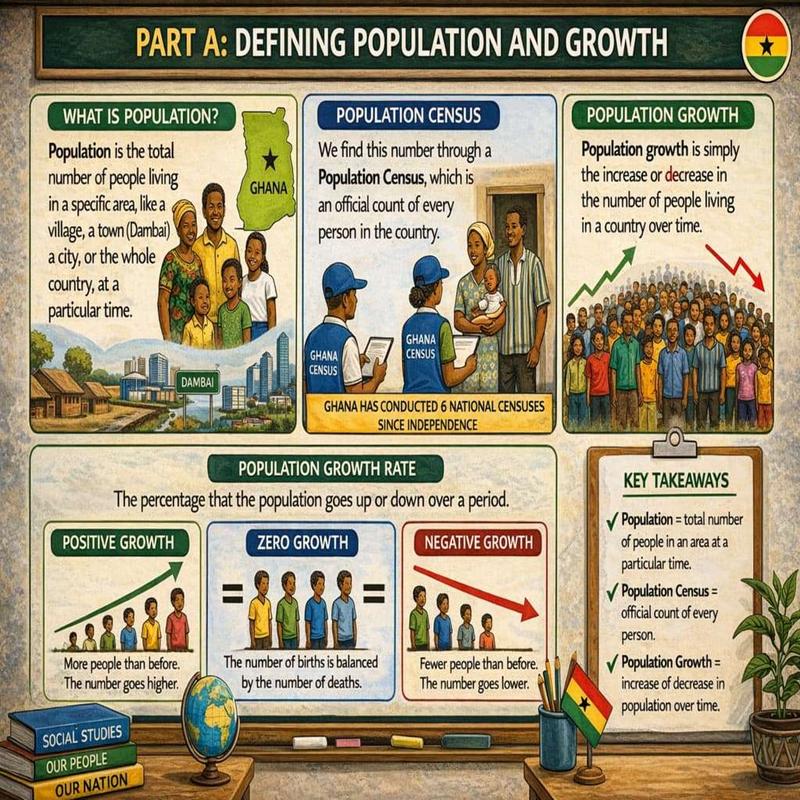 PART A: DEFINING POPULATION AND GROWTH
WHAT IS POPULATION?
Population is the total
number of people living
in a specific area, like a
village, a town (Dambai)
a city, or the whole
country, at a
particular time.
GHANA
DAMBAI
POPULATION CENSUS
We find this number through a
Population Census, which is
an official count of every
person in the country.
GHANA
CENSUS
GHANA
CENSUS
GHANA HAS CONDUCTED 6 NATIONAL CENSUSES
SINCE INDEPENDENCE
POPULATION GROWTH
Population growth is simply
the increase or decrease in
the number of people living
in a country over time.
POPULATION GROWTH RATE
The percentage that the population goes up or down over a period.
POSITIVE GROWTH
More people than before.
The number goes higher.
ZERO GROWTH
=
=
The number of births is balanced
by the number of deaths.
NEGATIVE GROWTH
Fewer people than before.
The number goes lower.
KEY TAKEAWAYS
✓ Population = total number
of people in an area at a
particular time.
✓ Population Census =
official count of every
person.
✓ Population Growth =
increase of decrease in
population over time.
SOCIAL STUDIES
OUR PEOPLE
OUR NATION